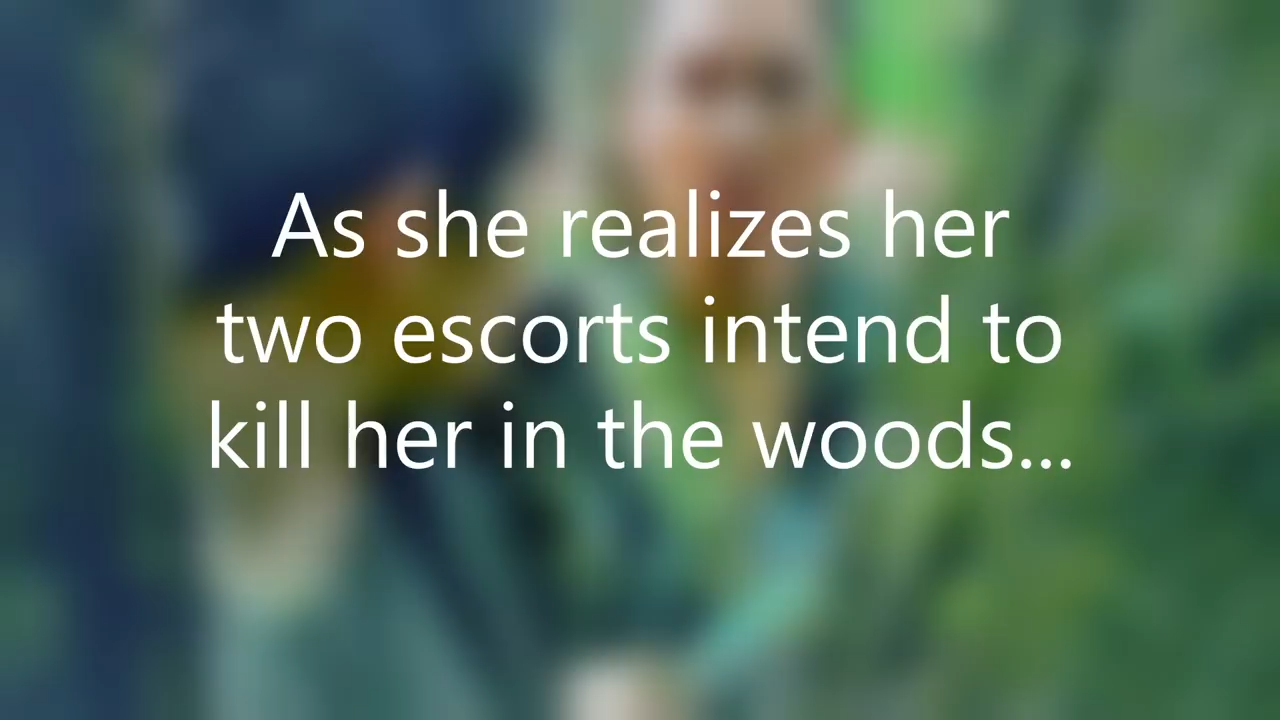 As she realizes her
two escorts intend to
kill her in the woods...